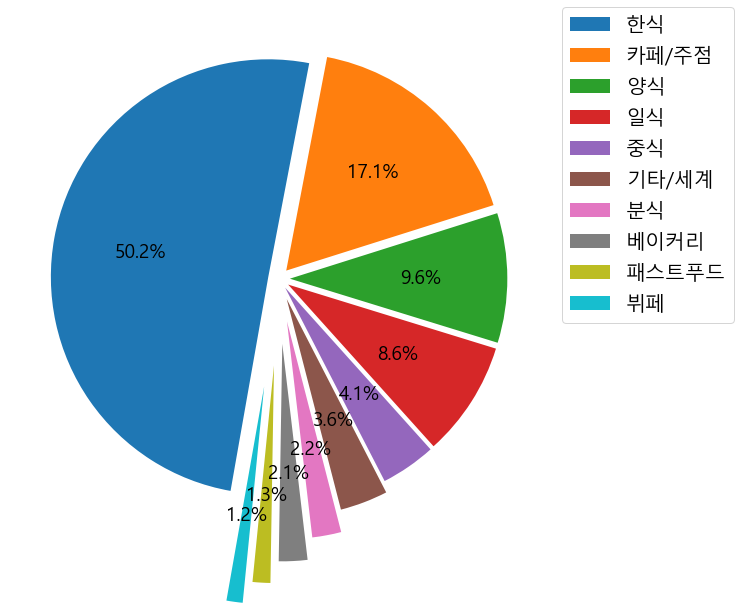 한식
카페/주점
양식
일식
중식
기타/세계
분식
베이커리
패스트푸드
뷔페
17.1%
50.2%
9.6%
8.6%
4.1%
3.6%
2.2%
2.1%
1.3%
1.2%